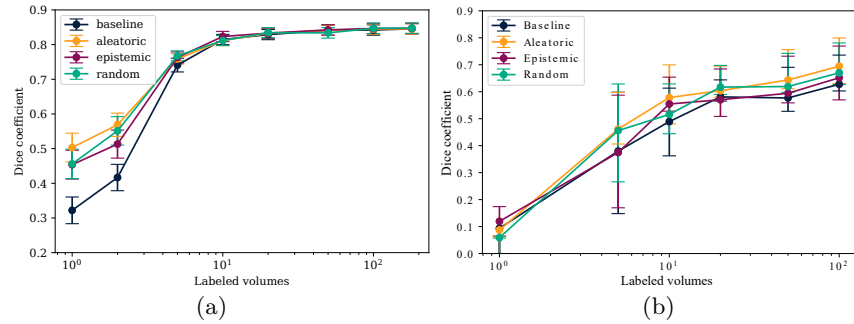 0.9
0.8
0.7
0.6
0.5
0.4
0.3
0.2
Dice coefficient
baseline
aleatoric
epistemic
random
10^0
10^1
10^2
Labeled volumes
(a)
0.9
0.8
0.7
0.6
0.5
0.4
0.3
0.2
0.1
0.0
Dice coefficient
Baseline
Aleatoric
Epistemic
Random
10^0
10^1
10^2
Labeled volumes
(b)